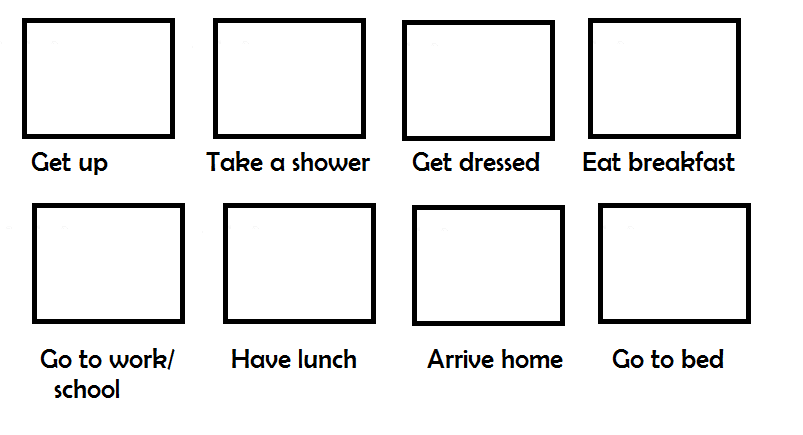 Get up
Take a shower
Get dressed
Eat breakfast
Go to work/
school
Have lunch
Arrive home
Go to bed